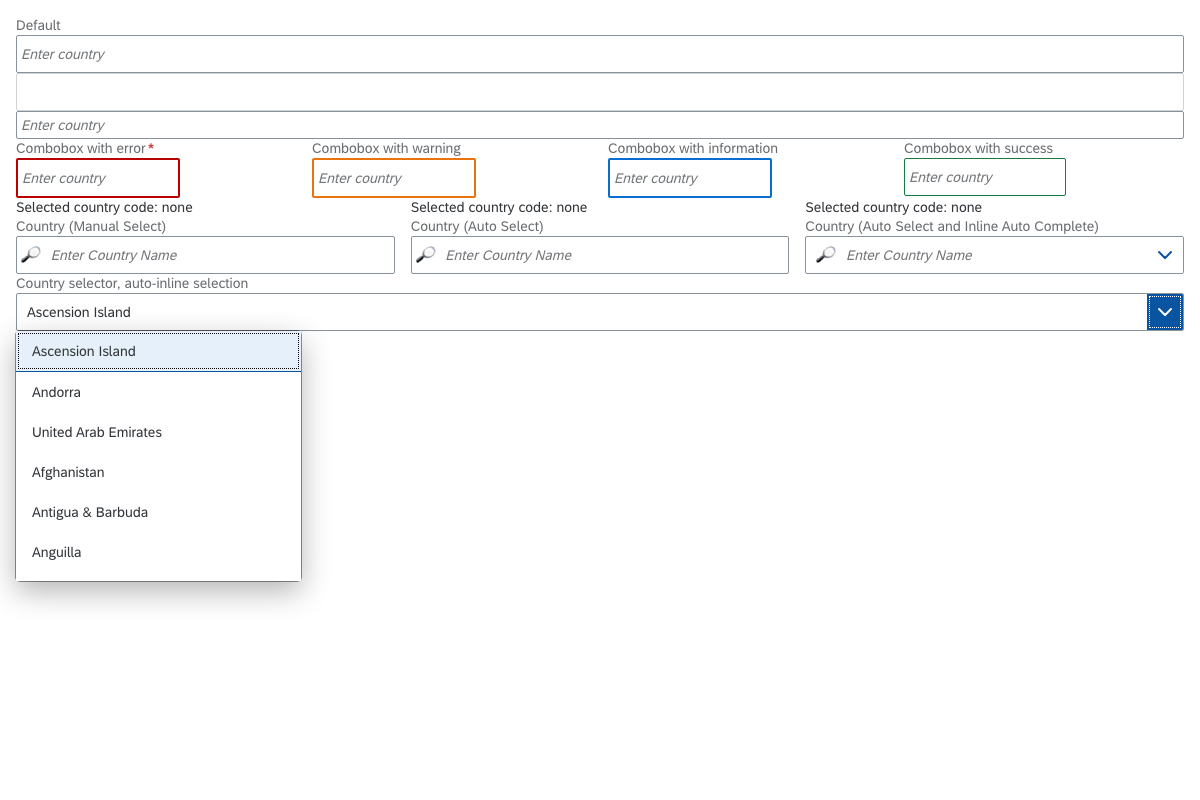 Default
Enter country
Enter country
Combobox with error * Combobox with warning Combobox with information Combobox with success
Enter country Enter country Enter country Enter country
Selected country code: none Selected country code: none Selected country code: none
Country (Manual Select) Country (Auto Select) Country (Auto Select and Inline Auto Complete)
Enter Country Name Enter Country Name Enter Country Name
Country selector, auto-inline selection
Ascension Island
Ascension Island
Andorra
United Arab Emirates
Afghanistan
Antigua & Barbuda
Anguilla